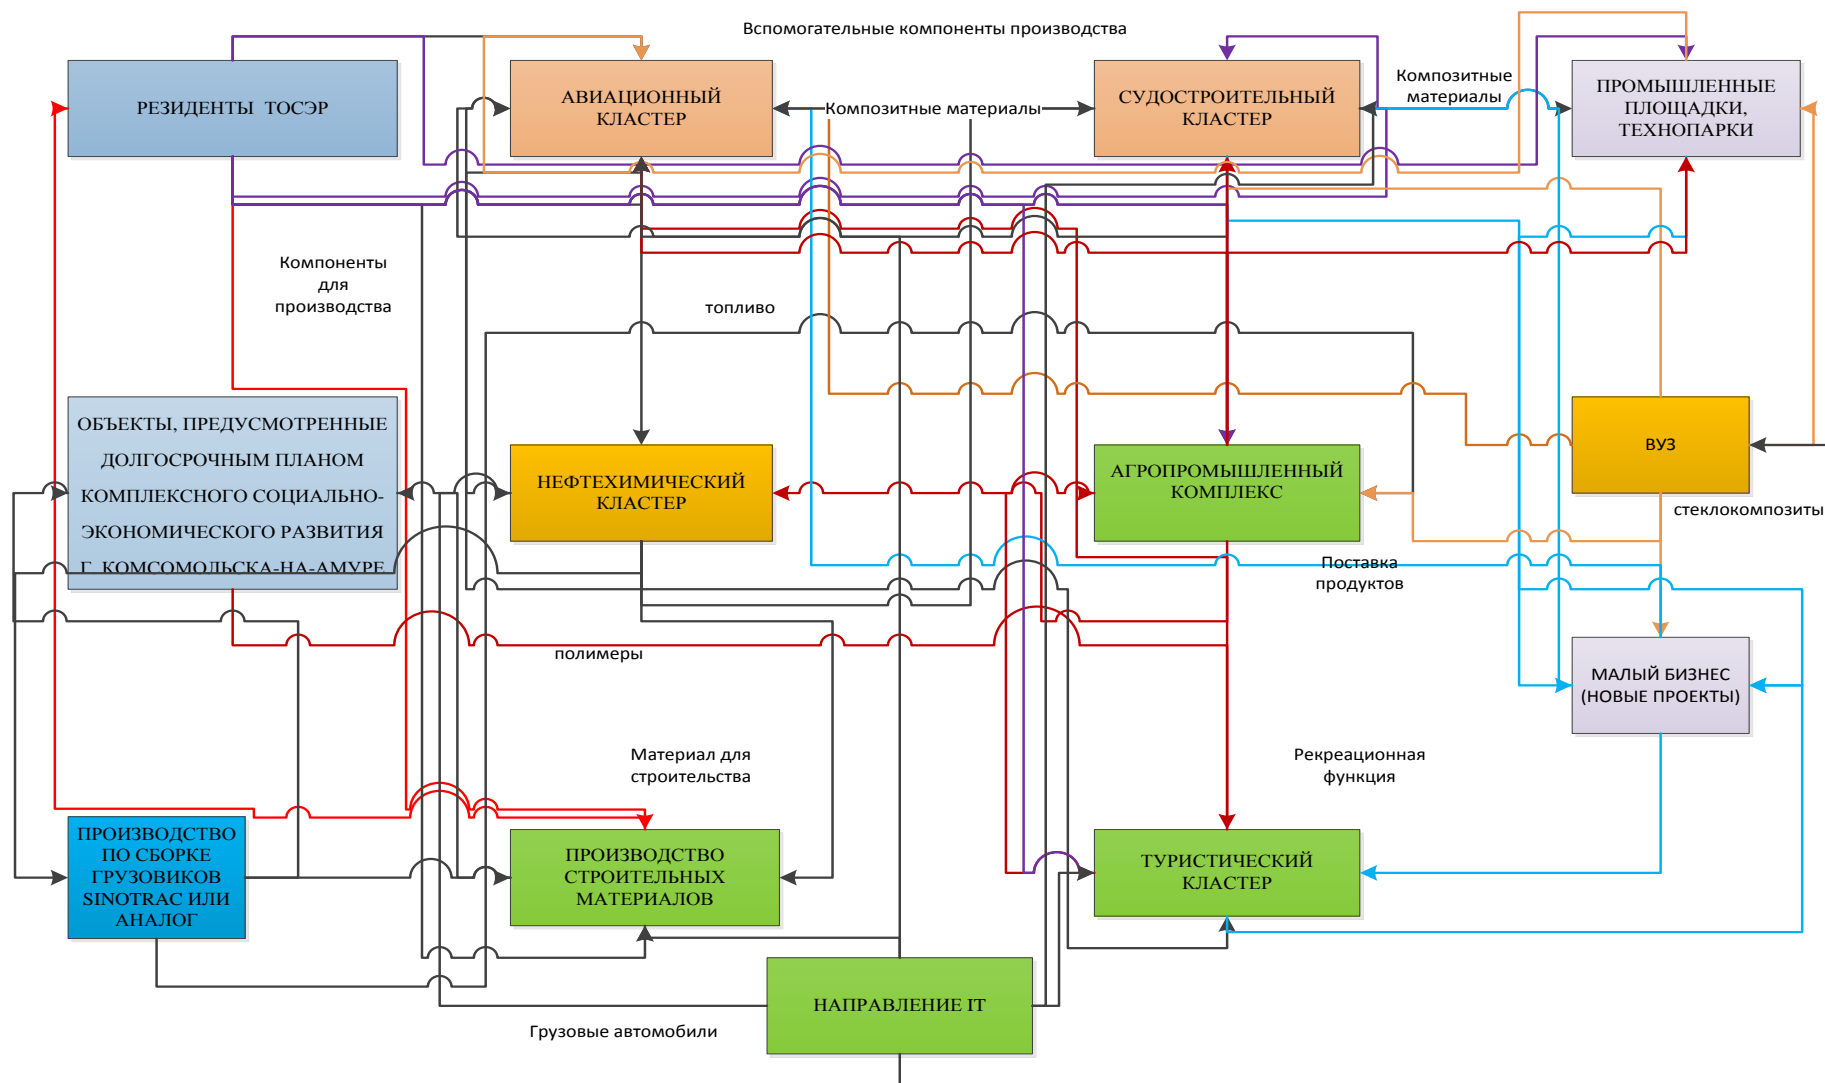 Вспомогательные компоненты производства
РЕЗИДЕНТЫ ТОСЭР
АВИАЦИОННЫЙ
КЛАСТЕР
Композитные материалы
СУДОСТРОИТЕЛЬНЫЙ
КЛАСТЕР
Композитные
материалы
ПРОМЫШЛЕННЫЕ
ПЛОЩАДКИ,
ТЕХНОПАРКИ
Компоненты
для
производства
топливо
ОБЪЕКТЫ, ПРЕДУСМОТРЕННЫЕ
ДОЛГОСРОЧНЫМ ПЛАНОМ
КОМПЛЕКСНОГО СОЦИАЛЬНО-
ЭКОНОМИЧЕСКОГО РАЗВИТИЯ
Г. КОМСОМОЛЬСКА-НА-АМУРЕ
НЕФТЕХИМИЧЕСКИЙ
КЛАСТЕР
АГРОПРОМЫШЛЕННЫЙ
КОМПЛЕКС
ВУЗ
стеклокомпозиты
Поставка
продуктов
полимеры
МАЛЫЙ БИЗНЕС
(НОВЫЕ ПРОЕКТЫ)
Материал для
строительства
Рекреационная
функция
ПРОИЗВОДСТВО
ПО СБОРКЕ
ГРУЗОВИКОВ
SINOTRAC ИЛИ
АНАЛОГ
ПРОИЗВОДСТВО
СТРОИТЕЛЬНЫХ
МАТЕРИАЛОВ
ТУРИСТИЧЕСКИЙ
КЛАСТЕР
НАПРАВЛЕНИЕ IT
Грузовые автомобили